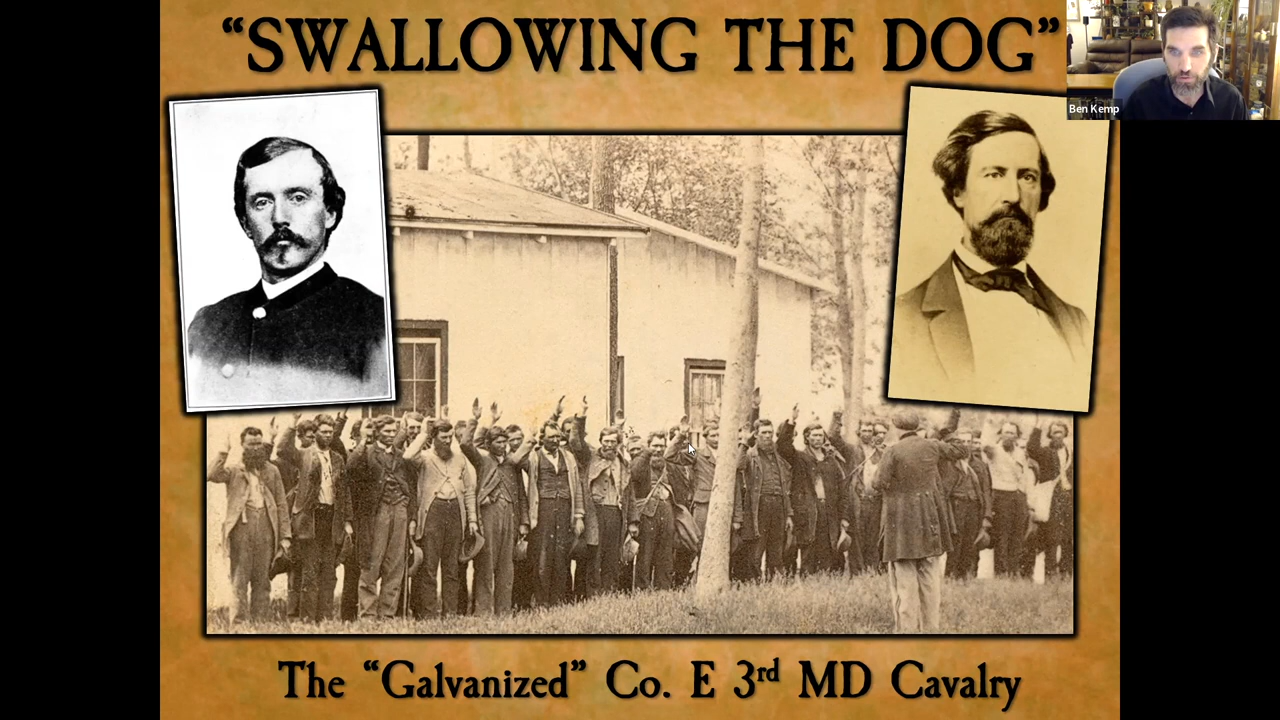 “SWALLOWING THE DOG”
Ben Kemp
The “Galvanized” Co. E 3rd MD Cavalry